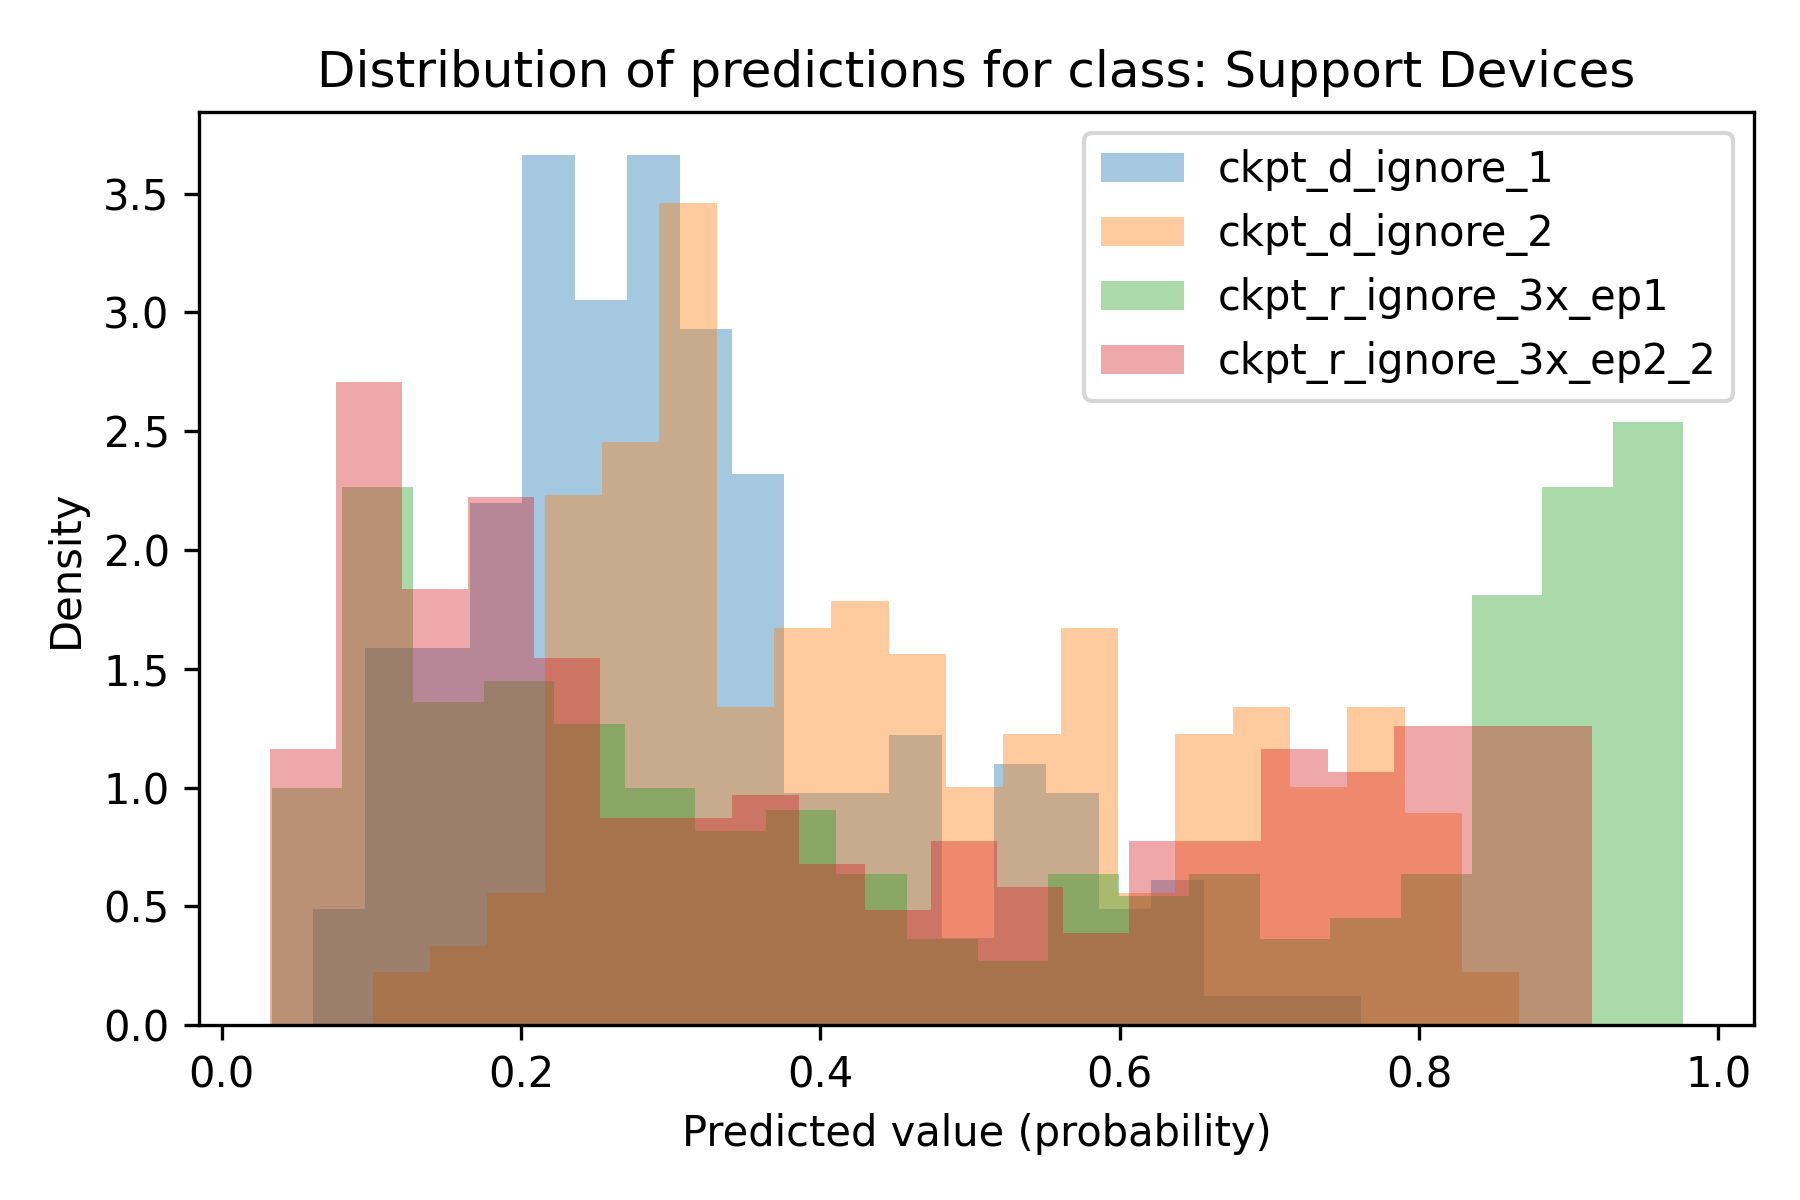 Distribution of predictions for class: Support Devices
ckpt_d_ignore_1
ckpt_d_ignore_2
ckpt_r_ignore_3x_ep1
ckpt_r_ignore_3x_ep2_2
Density
3.5
3.0
2.5
2.0
1.5
1.0
0.5
0.0
0.0 0.2 0.4 0.6 0.8 1.0
Predicted value (probability)